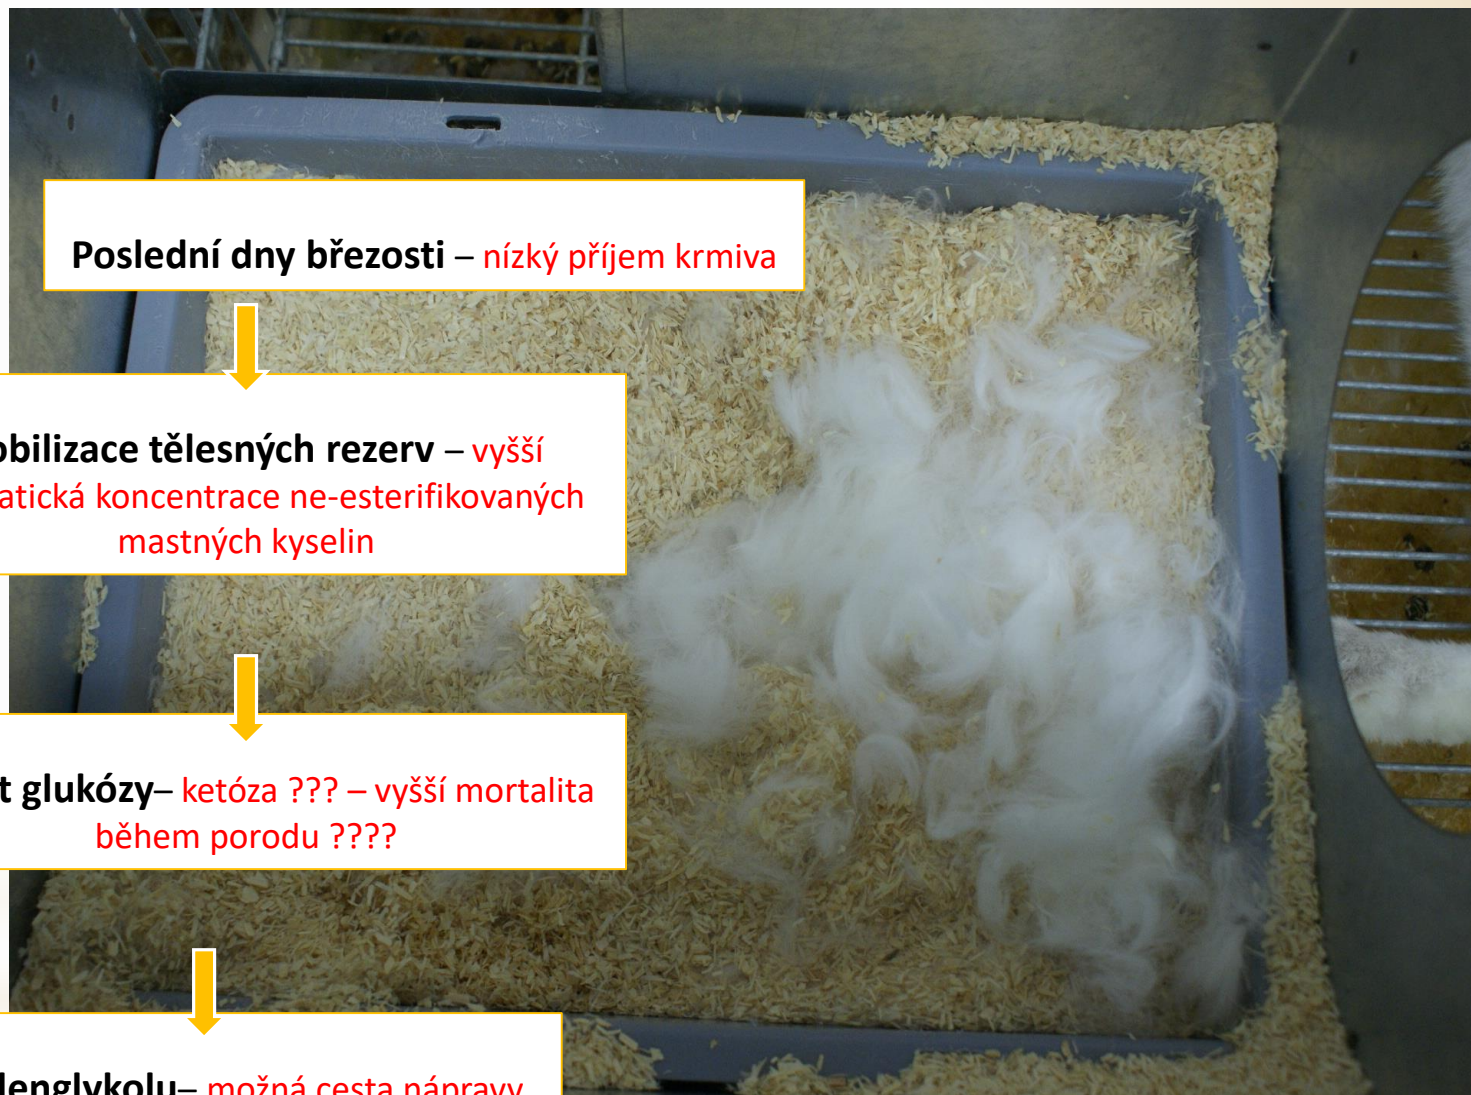 Poslední dny březosti – nízký příjem krmiva
obilizace tělesných rezerv – vyšší
atická koncentrace ne-esterifikovaných
mastných kyselin
t glukózy– ketóza ??? – vyšší mortalita
během porodu ????
lenglykolu– možná cesta nápravy